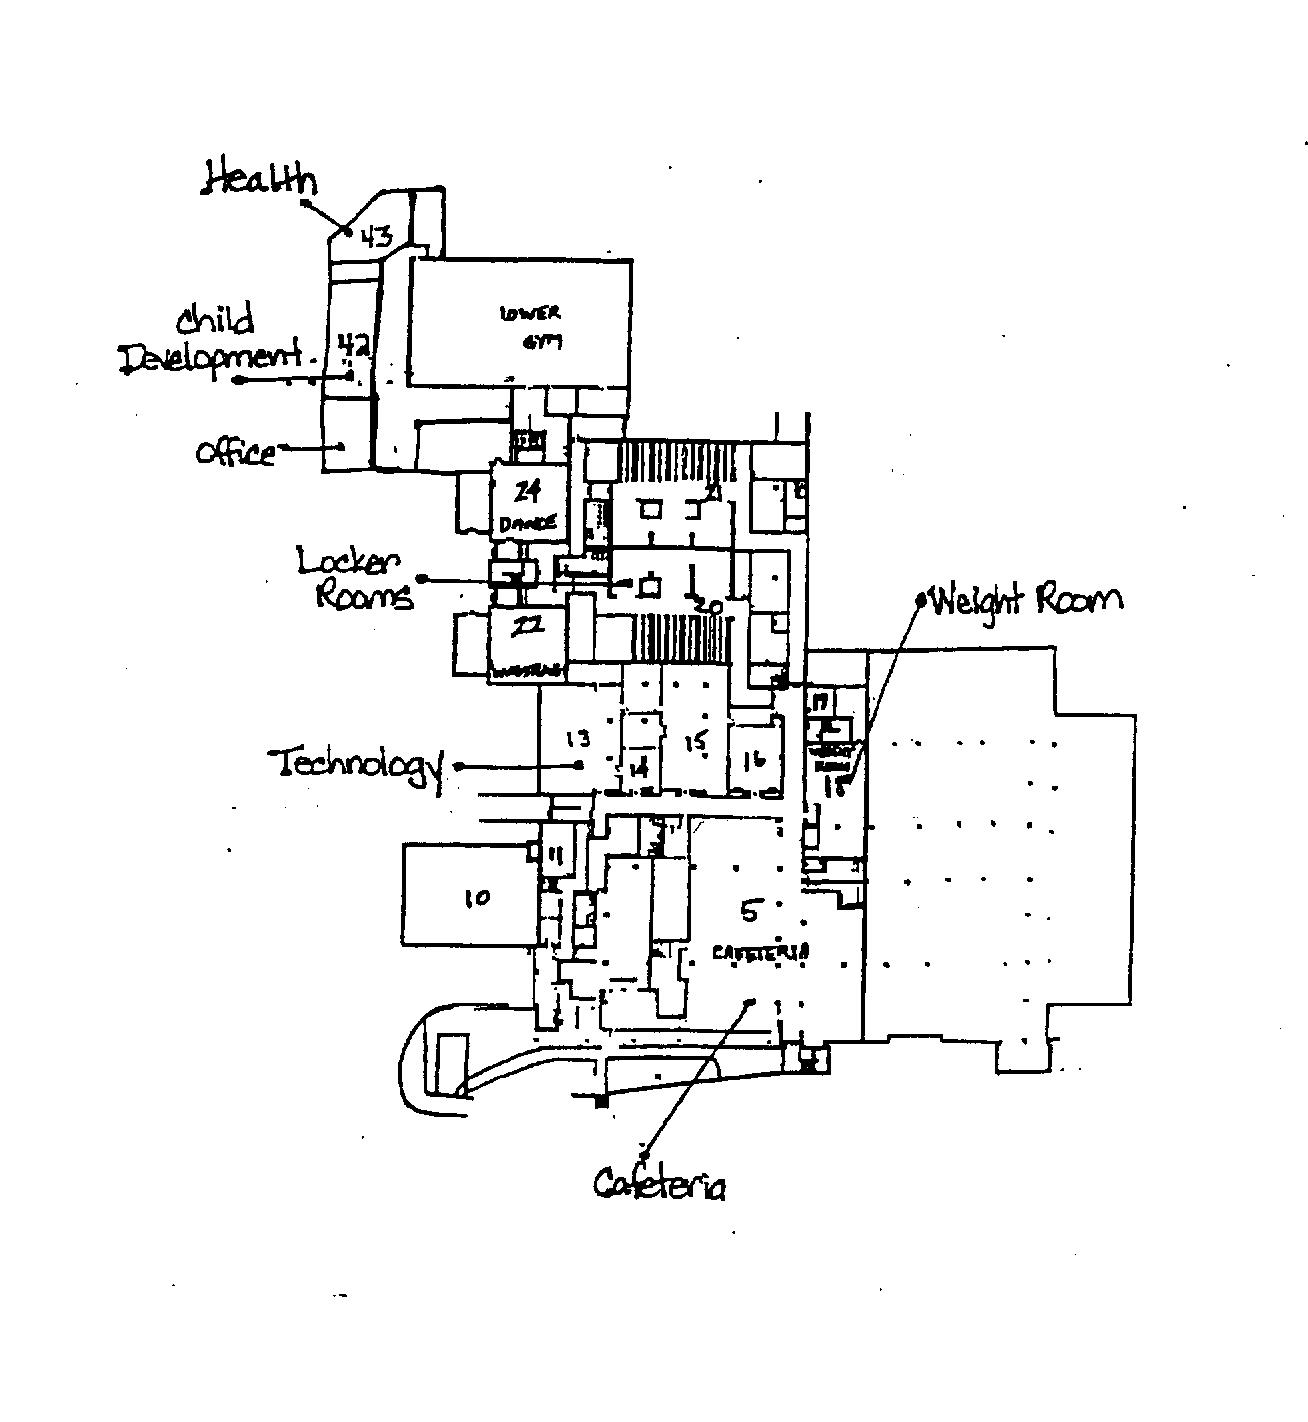 Health
43
LOWER
GYM
Child
Development
42
Office
24
DANCE
21
Locker
Rooms
20
22
WRESTLING
Weight Room
17
13
14
15
16
WEIGHT
ROOM
18
Technology
11
10
5
CAFETERIA
Cafeteria